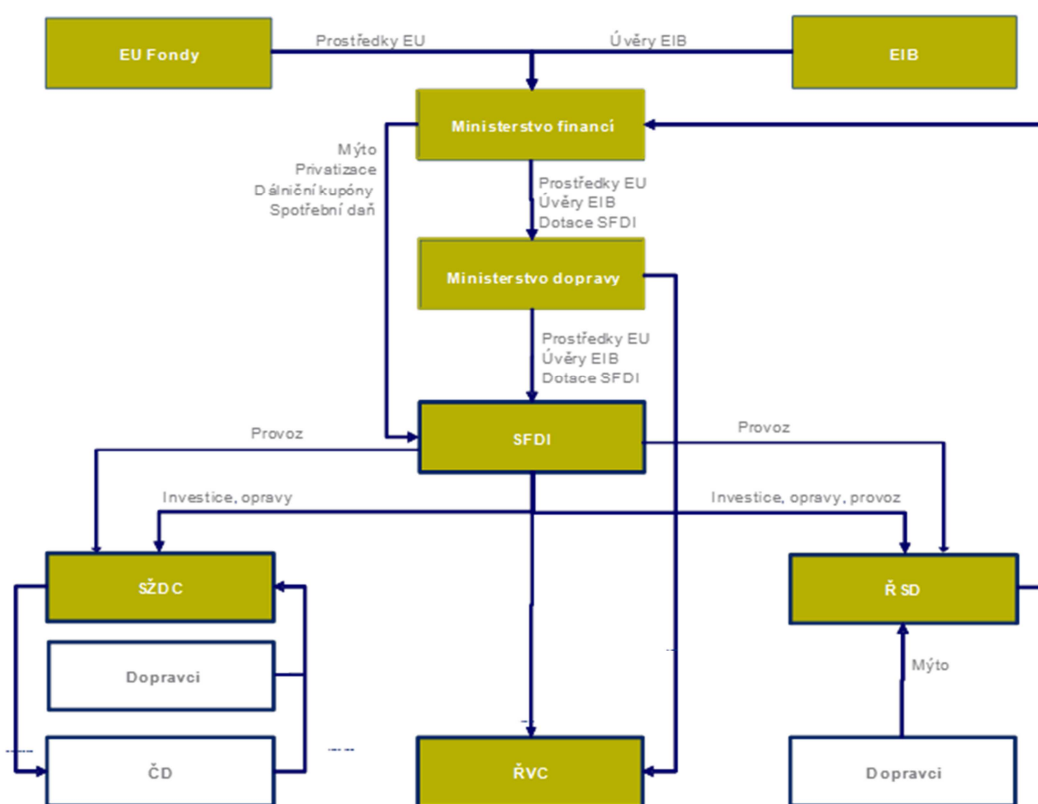 EU Fondy
Prostředky EU
Úvěry EIB
EIB
Ministerstvo financí
Mýto
Privatizace
Dálniční kupóny
Spotřební daň
Prostředky EU
Úvěry EIB
Dotace SFDI
Ministerstvo dopravy
Prostředky EU
Úvěry EIB
Dotace SFDI
Provoz
SFDI
Provoz
Investice, opravy
Investice, opravy, provoz
SŽDC
ŘSD
Dopravci
Mýto
ČD
ŘVC
Dopravci